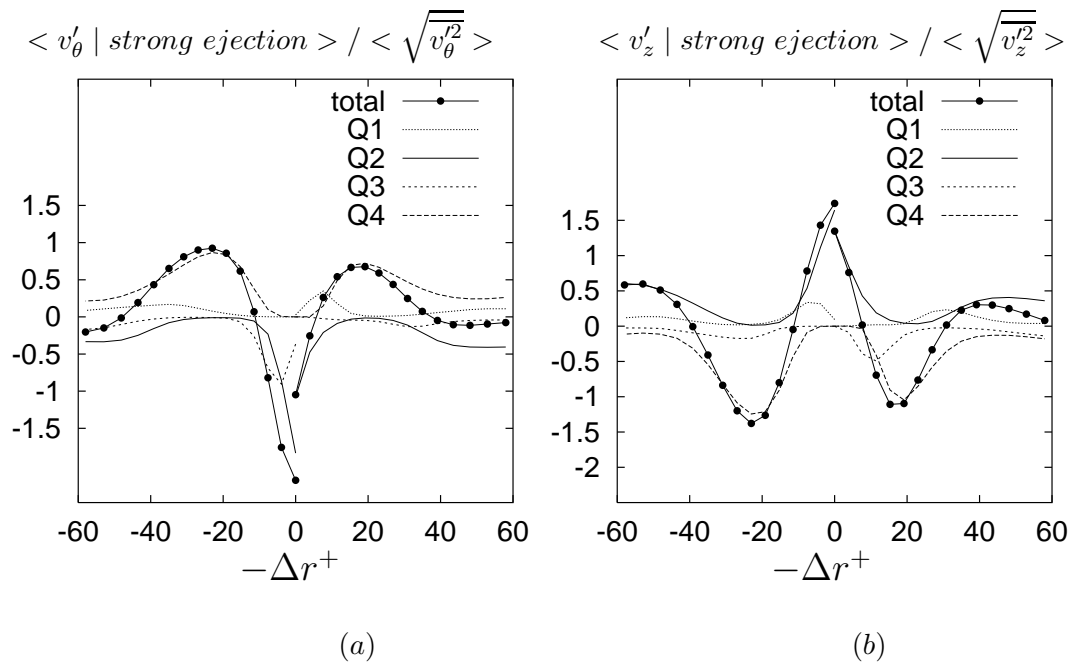 < v′_θ | strong ejection > / < √(\overline{v′²_θ}) >
total
Q1
Q2
Q3
Q4
1.5
1
0.5
0
-0.5
-1
-1.5
-60 -40 -20 0 20 40 60
−Δr⁺
(a)
< v′_z | strong ejection > / < √(\overline{v′²_z}) >
total
Q1
Q2
Q3
Q4
1.5
1
0.5
0
-0.5
-1
-1.5
-2
-60 -40 -20 0 20 40 60
−Δr⁺
(b)